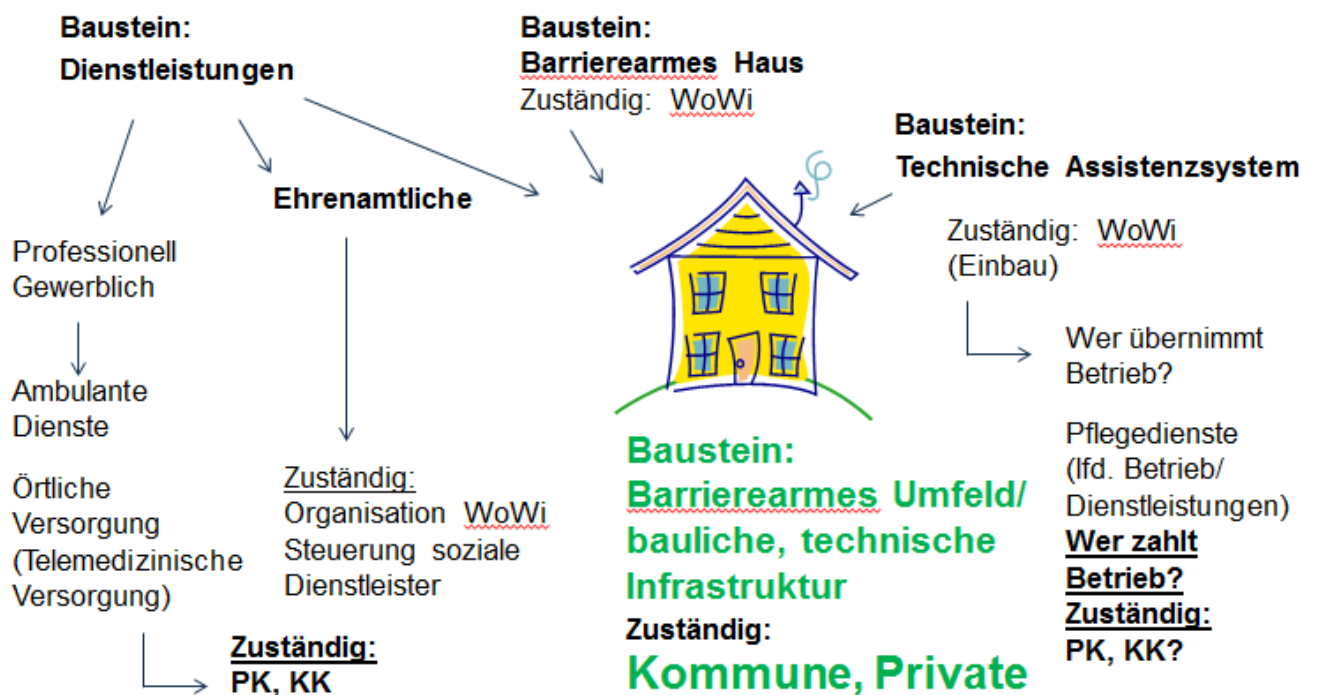 Baustein:
Dienstleistungen
Professionell
Gewerblich
Ambulante
Dienste
Örtliche
Versorgung
(Telemedizinische
Versorgung)
Zuständig:
PK, KK
Ehrenamtliche
Zuständig:
Organisation WoWi
Steuerung soziale
Dienstleister
Baustein:
Barrierearmes Haus
Zuständig: WoWi
Baustein:
Technische Assistenzsystem
Zuständig: WoWi
(Einbau)
Wer übernimmt
Betrieb?
Pflegedienste
(lfd. Betrieb/
Dienstleistungen)
Wer zahlt
Betrieb?
Zuständig:
PK, KK?
Baustein:
Barrierearmes Umfeld/
bauliche, technische
Infrastruktur
Zuständig:
Kommune, Private